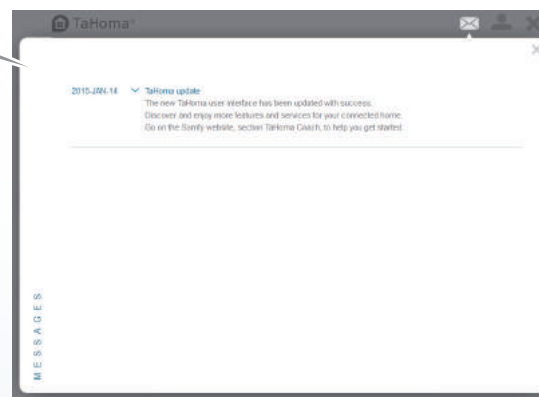 TaHoma®
2015-JAN-14
TaHoma update
The new TaHoma user interface has been updated with success.
Discover and enjoy more features and services for your connected home.
Go on the Somfy website, section TaHoma Coach, to help you get started.
MESSAGES